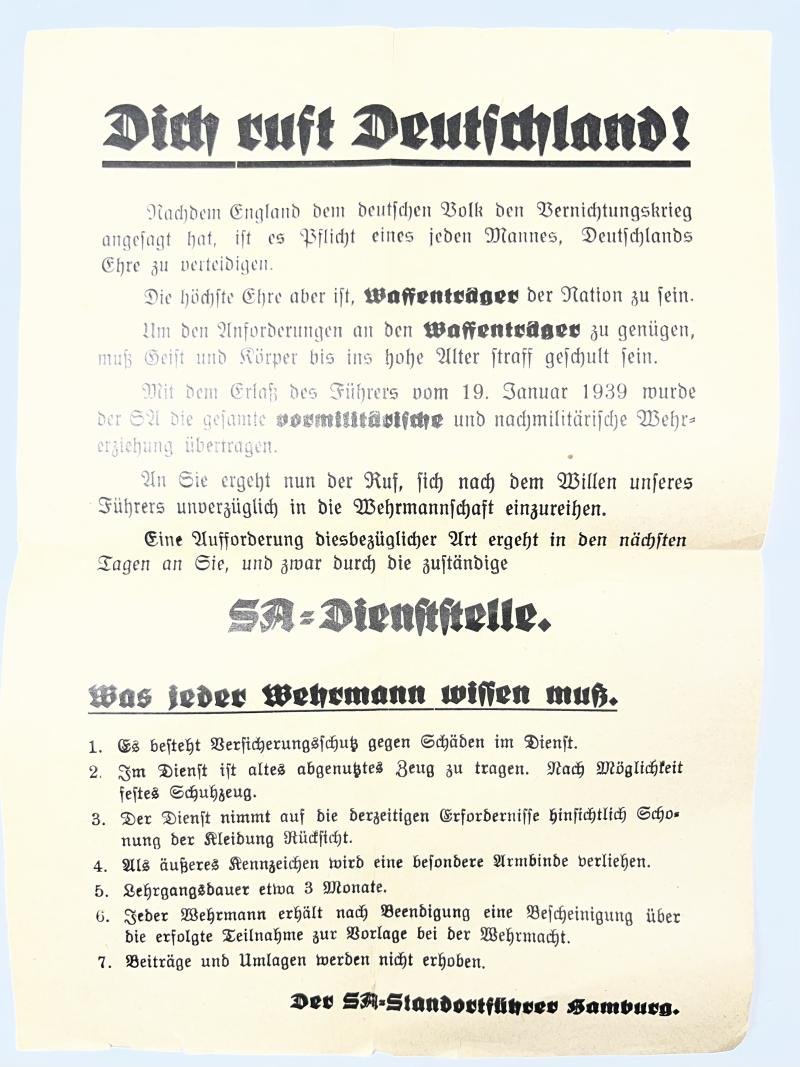 Dich ruft Deutschland!
Nachdem England dem deutschen Volk den Vernichtungskrieg
angesagt hat, ist es Pflicht eines jeden Mannes, Deutschlands
Ehre zu verteidigen.
Die höchste Ehre aber ist, Waffenträger der Nation zu sein.
Um den Anforderungen an den Waffenträger zu genügen,
muß Geist und Körper bis ins hohe Alter straff geschult sein.
Mit dem Erlaß des Führers vom 19. Januar 1939 wurde
der SA die gesamte vormilitärische und nachmilitärische Wehr-
erziehung übertragen.
An Sie ergeht nun der Ruf, sich nach dem Willen unseres
Führers unverzüglich in die Wehrmannschaft einzureihen.
Eine Aufforderung diesbezüglicher Art ergeht in den nächsten
Tagen an Sie, und zwar durch die zuständige
SA-Dienststelle.
Was jeder Wehrmann wissen muß.
1. Es besteht Versicherungsschutz gegen Schäden im Dienst.
2. Im Dienst ist altes abgenutztes Zeug zu tragen. Nach Möglichkeit
festes Schuhzeug.
3. Der Dienst nimmt auf die derzeitigen Erfordernisse hinsichtlich Scho-
nung der Kleidung Rücksicht.
4. Als äußeres Kennzeichen wird eine besondere Armbinde verliehen.
5. Lehrgangsdauer etwa 3 Monate.
6. Jeder Wehrmann erhält nach Beendigung eine Bescheinigung über
die erfolgte Teilnahme zur Vorlage bei der Wehrmacht.
7. Beiträge und Umlagen werden nicht erhoben.
Der SA-Standortführer Hamburg.